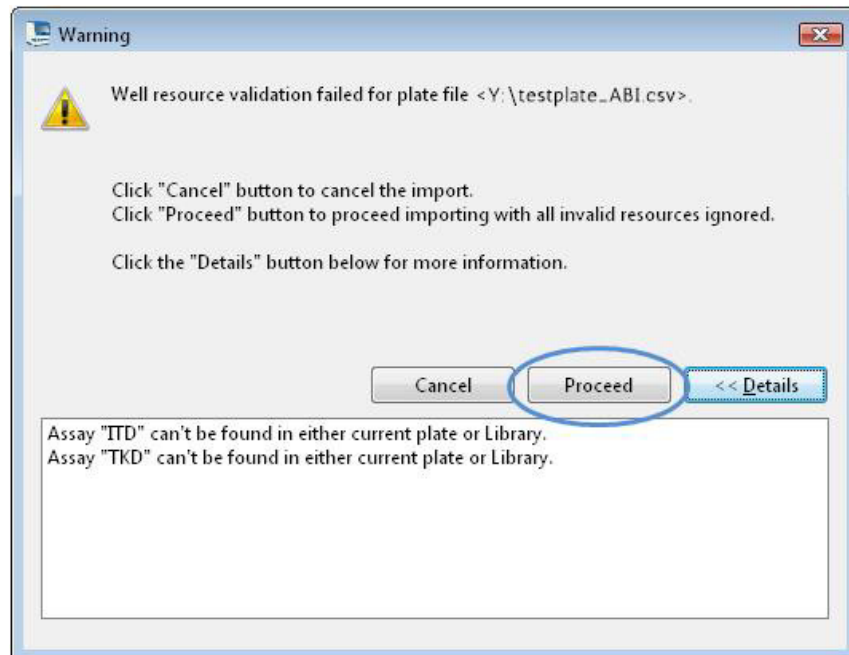 Warning
Well resource validation failed for plate file <Y:\testplate_ABI.csv>.
Click "Cancel" button to cancel the import.
Click "Proceed" button to proceed importing with all invalid resources ignored.
Click the "Details" button below for more information.
Cancel Proceed << Details
Assay "ITD" can't be found in either current plate or Library.
Assay "TKD" can't be found in either current plate or Library.